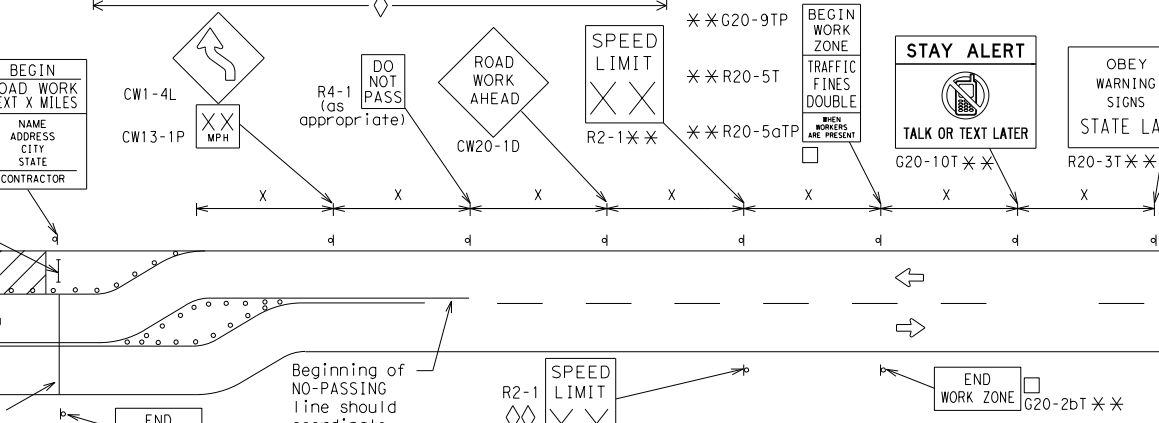 BEGIN
ROAD WORK
NEXT X MILES
NAME
ADDRESS
CITY
STATE
CONTRACTOR
CW1-4L
CW13-1P
XX
MPH
R4-1
(as
appropriate)
DO
NOT
PASS
ROAD
WORK
AHEAD
CW20-1D
SPEED
LIMIT
XX
R2-1**
**G20-9TP
**R20-5T
**R20-5aTP
BEGIN
WORK
ZONE
TRAFFIC
FINES
DOUBLE
WHEN
WORKERS
ARE PRESENT
STAY ALERT
TALK OR TEXT LATER
G20-10T**
OBEY
WARNING
SIGNS
STATE LA
R20-3T**
X X X X X X X
Beginning of
NO-PASSING
line should
coordinate
R2-1
SPEED
LIMIT
XX
END
WORK ZONE
G20-2bT**
END